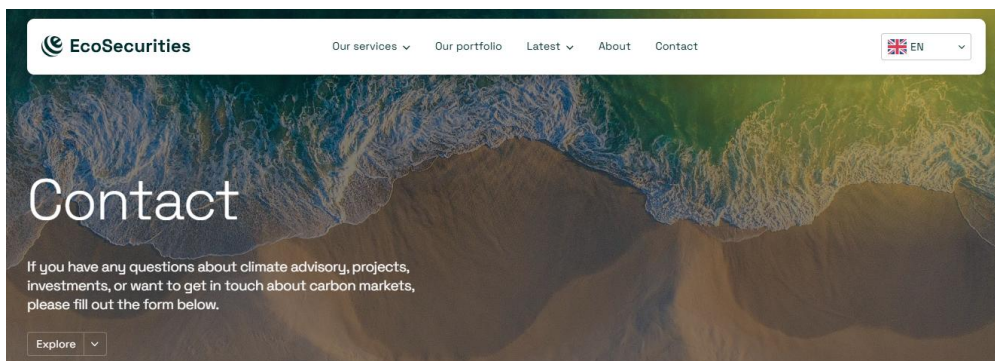 EcoSecurities Our services Our portfolio Latest About Contact EN
Contact
If you have any questions about climate advisory, projects,
investments, or want to get in touch about carbon markets,
please fill out the form below.
Explore